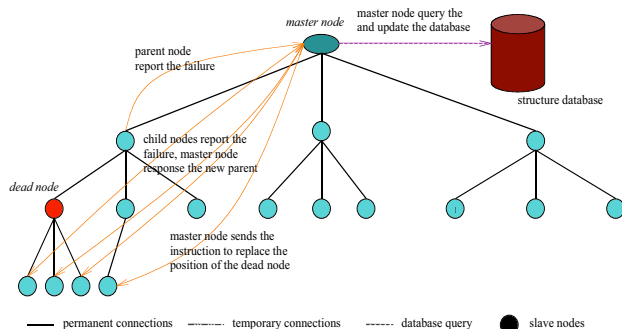 master node
master node query the
and update the database
parent node
report the failure
structure database
child nodes report the
failure, master node
response the new parent
dead node
master node sends the
instruction to replace the
position of the dead node
permanent connections
temporary connections
database query
slave nodes